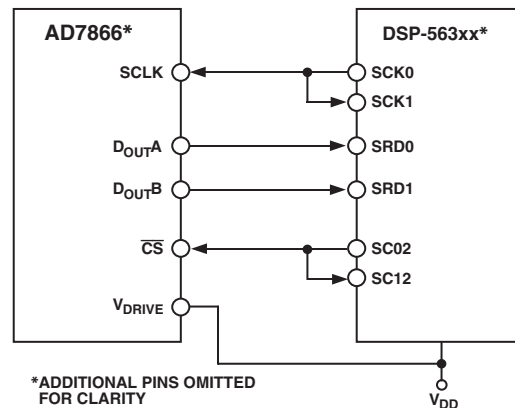 AD7866*
DSP-563xx*
SCLK
SCK0
SCK1
DOUTA
SRD0
DOUTB
SRD1
CS
SC02
SC12
VDRIVE
*ADDITIONAL PINS OMITTED
FOR CLARITY
VDD